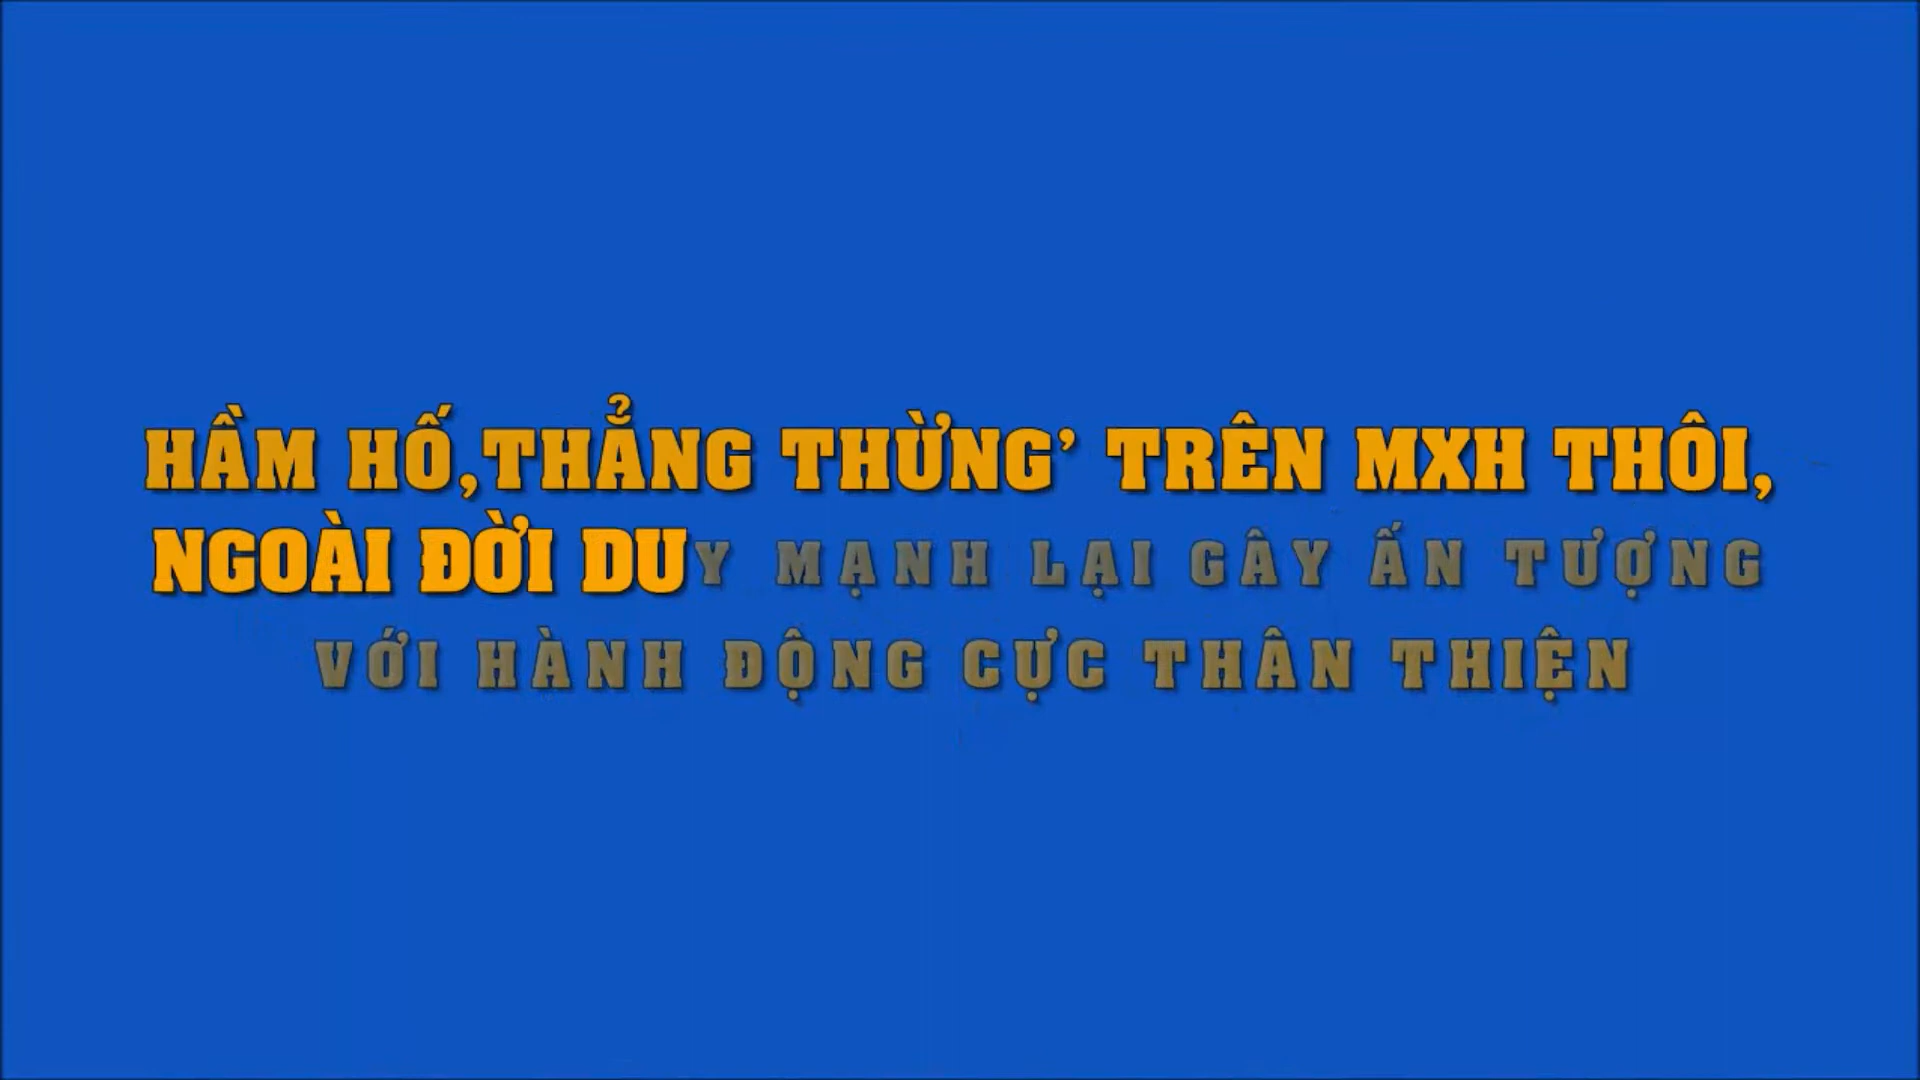 HẦM HỐ,THẲNG THỪNG’ TRÊN MXH THÔI,
NGOÀI ĐỜI DUY MẠNH LẠI GÂY ẤN TƯỢNG
VỚI HÀNH ĐỘNG CỰC THÂN THIỆN